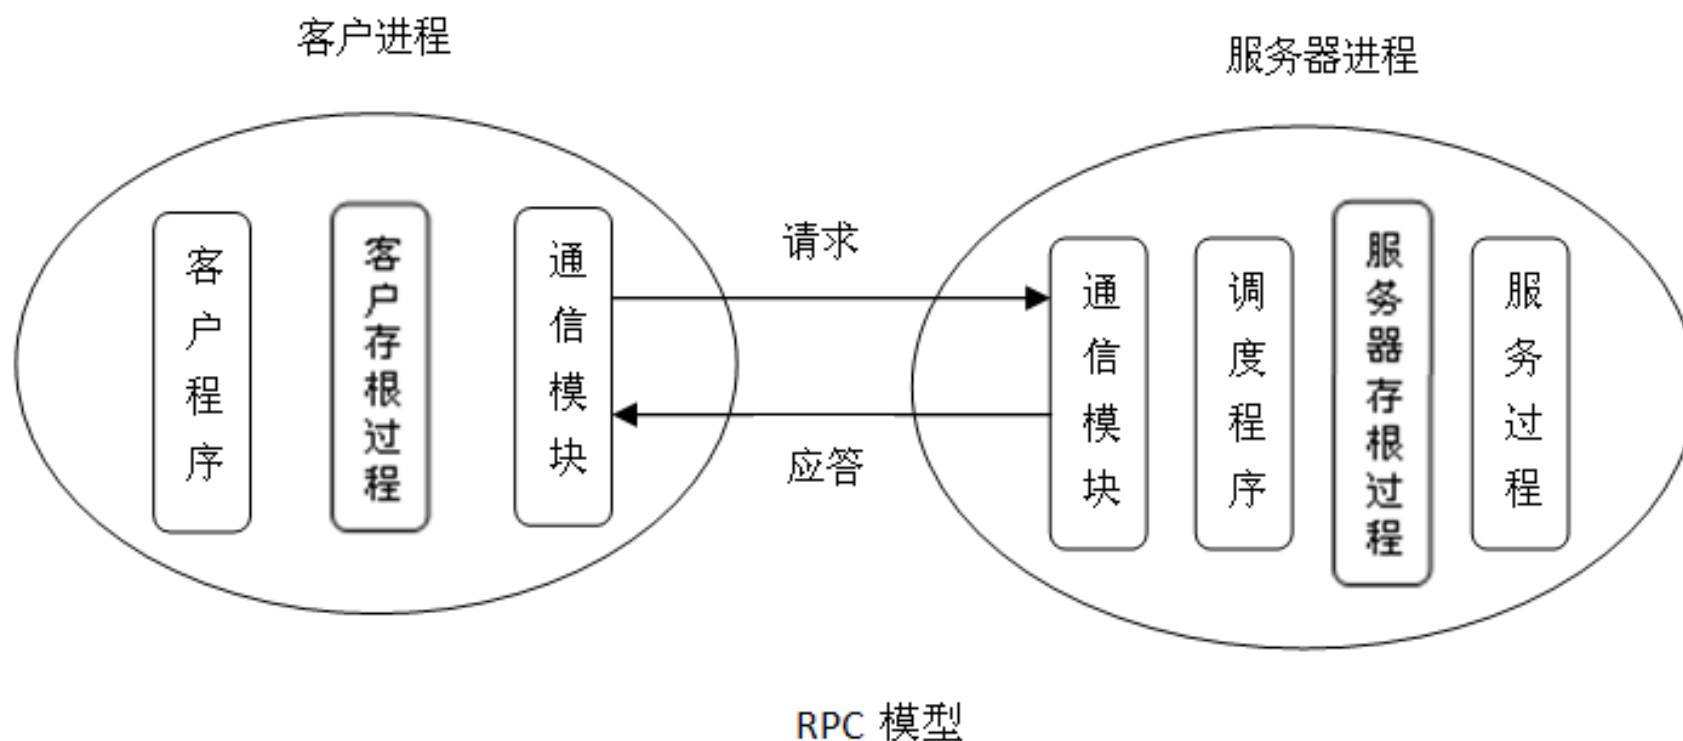 客户进程
服务器进程
客户程序
客户存根过程
通信模块
请求
应答
通信模块
调度程序
服务器存根过程
服务过程
RPC 模型